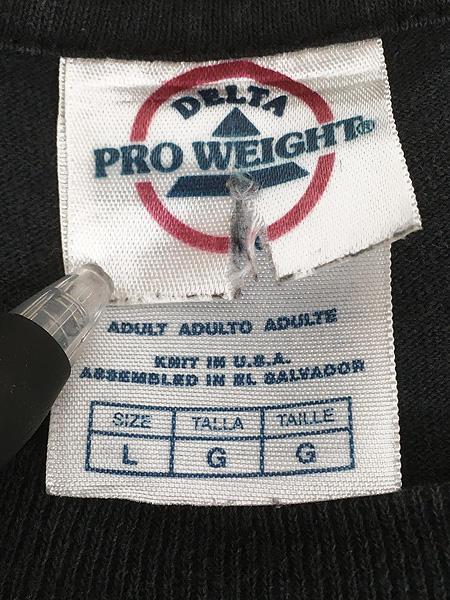 DELTA
PRO WEIGHT®
ADULT ADULTO ADULTE
KNIT IN U.S.A.
ASSEMBLED IN EL SALVADOR
SIZE TALLA TAILLE
L G G